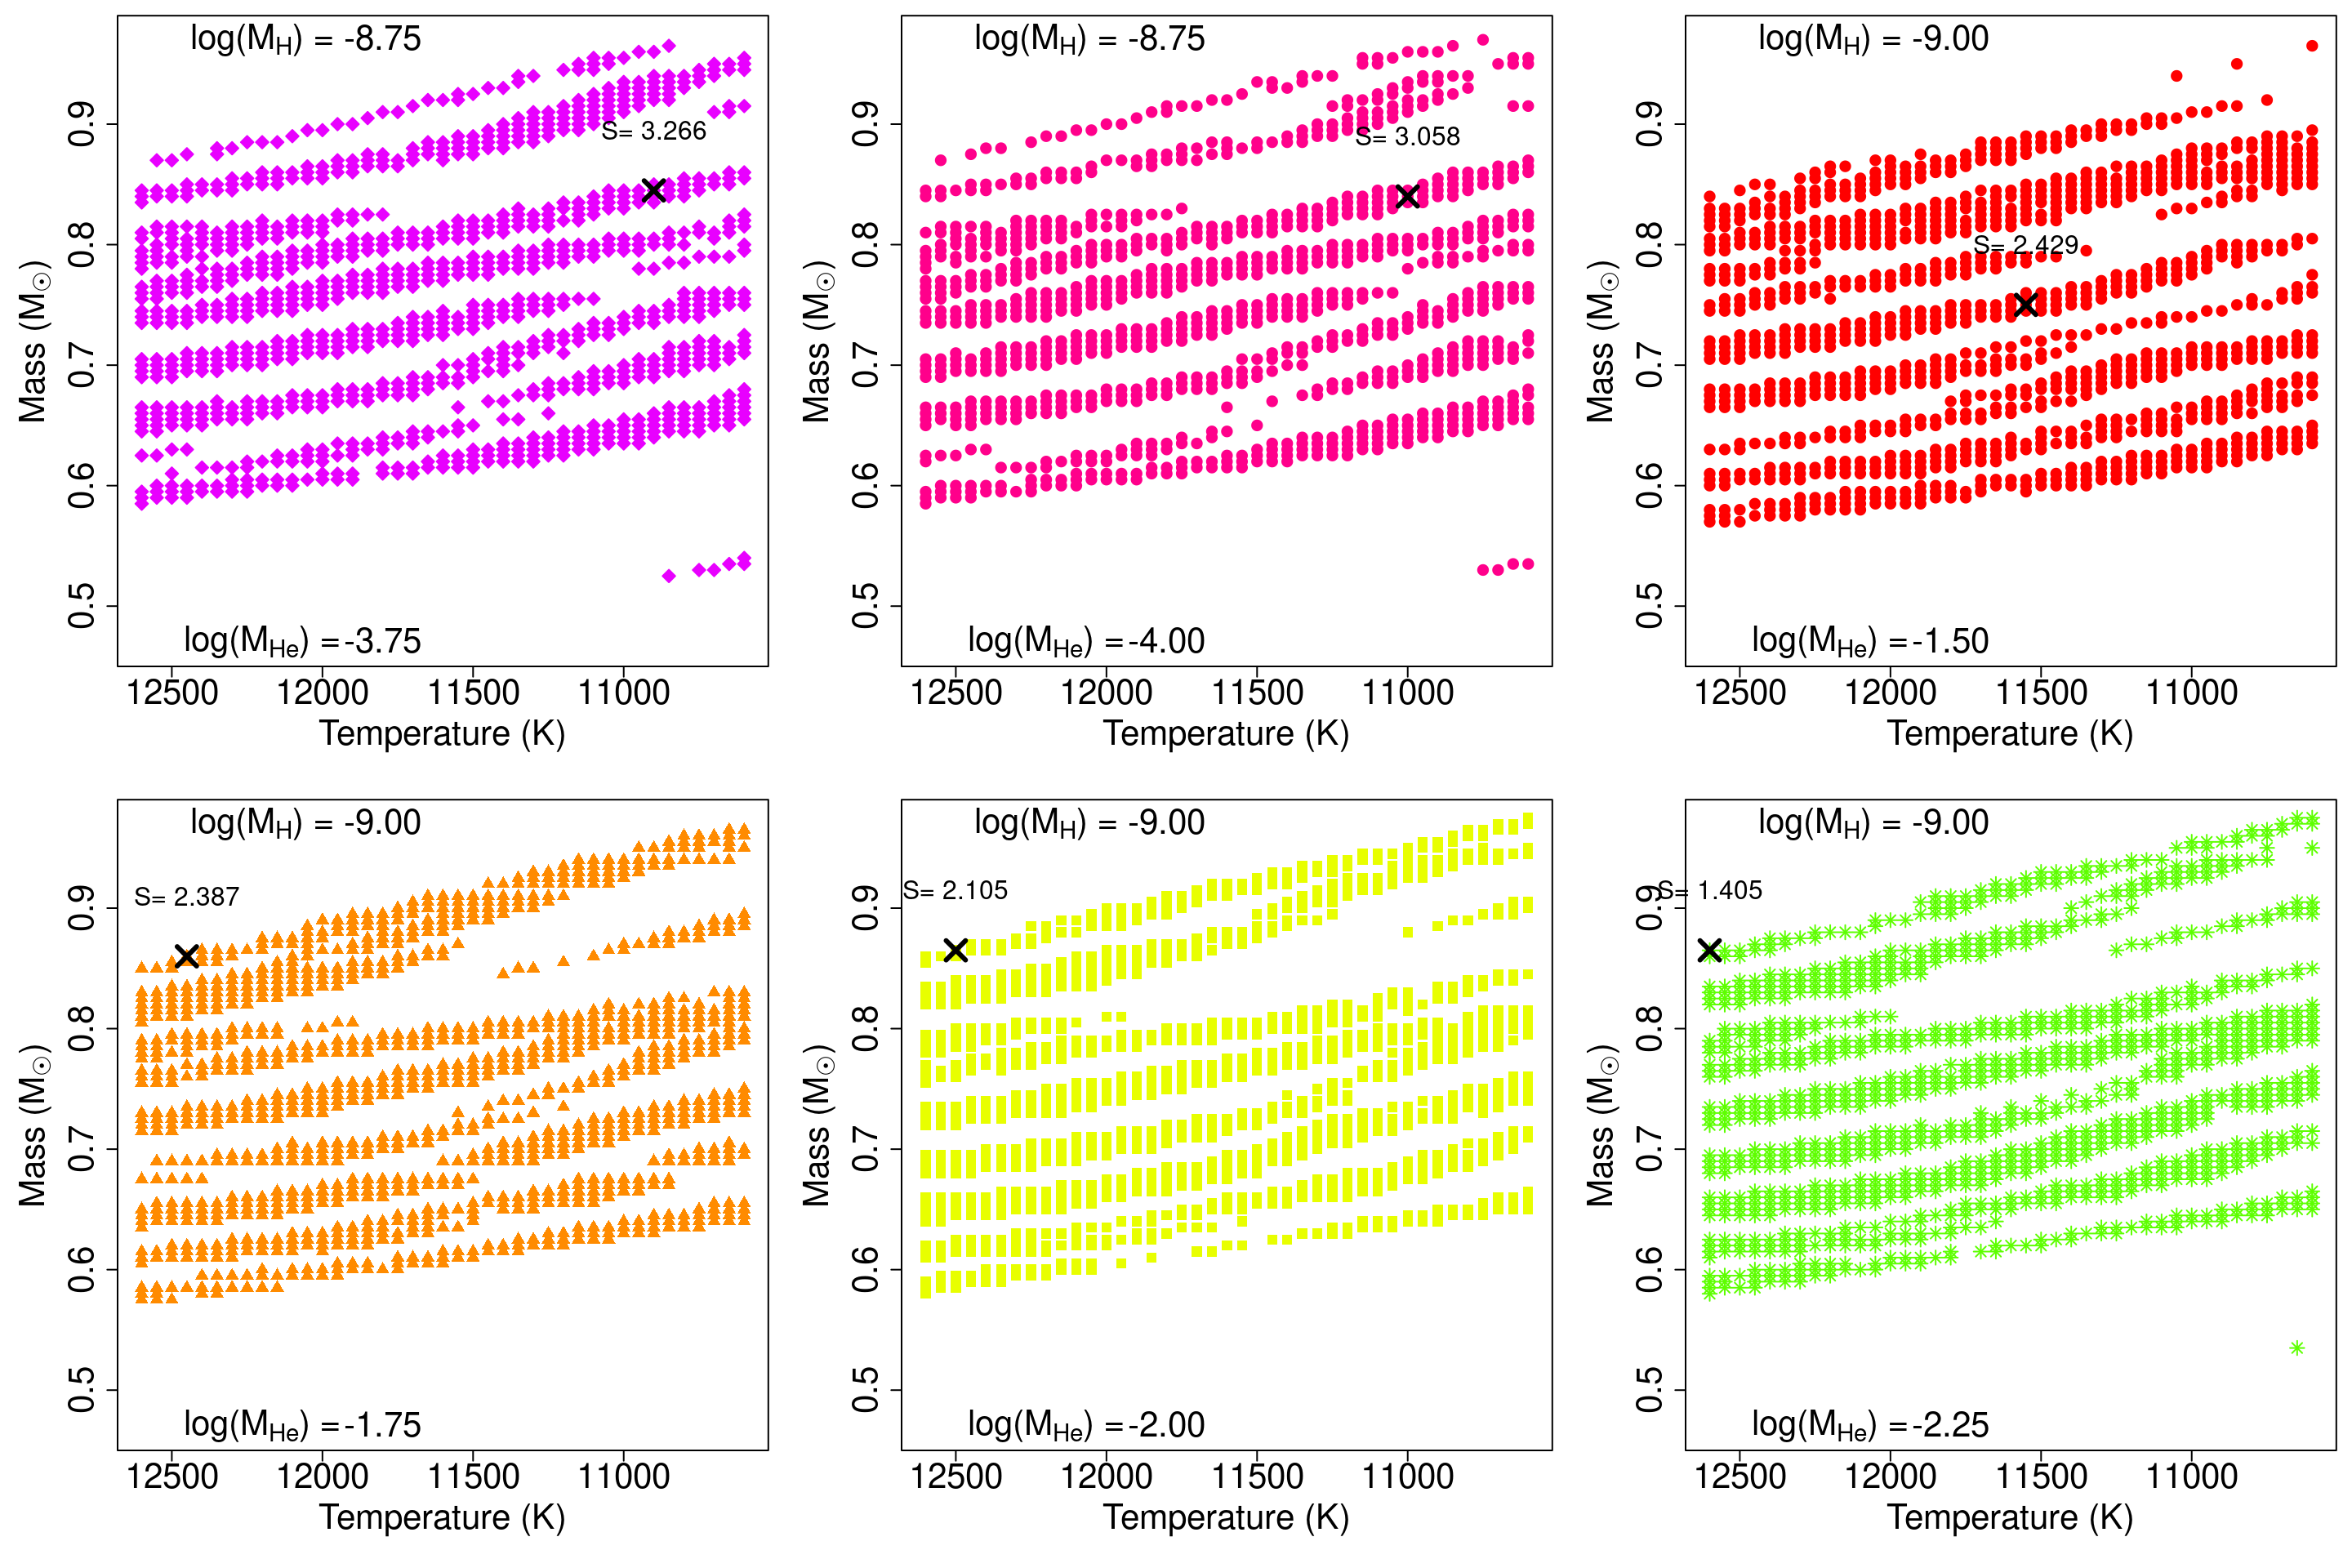 log(M_H) = -8.75
S= 3.266
log(M_He) =-3.75
0.5 0.6 0.7 0.8 0.9
Mass (M☉)
12500 12000 11500 11000
Temperature (K)
log(M_H) = -8.75
S= 3.058
log(M_He) =-4.00
0.5 0.6 0.7 0.8 0.9
Mass (M☉)
12500 12000 11500 11000
Temperature (K)
log(M_H) = -9.00
S= 2.429
log(M_He) =-1.50
0.5 0.6 0.7 0.8 0.9
Mass (M☉)
12500 12000 11500 11000
Temperature (K)
log(M_H) = -9.00
S= 2.387
log(M_He) =-1.75
0.5 0.6 0.7 0.8 0.9
Mass (M☉)
12500 12000 11500 11000
Temperature (K)
log(M_H) = -9.00
S= 2.105
log(M_He) =-2.00
0.5 0.6 0.7 0.8 0.9
Mass (M☉)
12500 12000 11500 11000
Temperature (K)
log(M_H) = -9.00
S= 1.405
log(M_He) =-2.25
0.5 0.6 0.7 0.8 0.9
Mass (M☉)
12500 12000 11500 11000
Temperature (K)